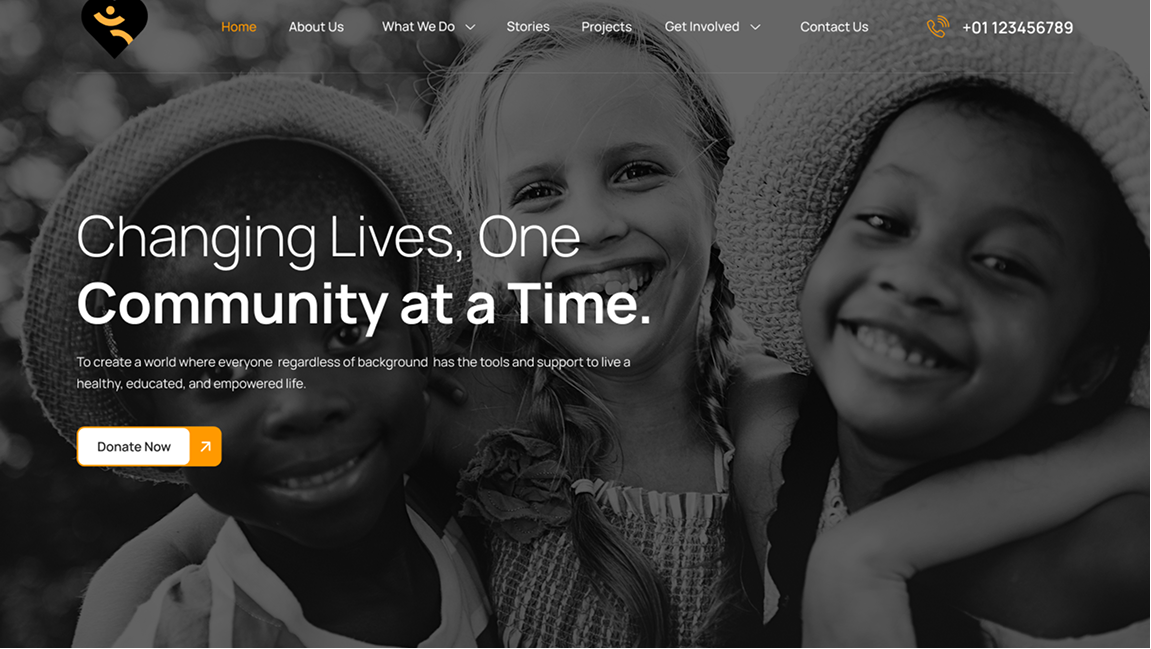 Home About Us What We Do Stories Projects Get Involved Contact Us +01 123456789
Changing Lives, One
Community at a Time.
To create a world where everyone regardless of background has the tools and support to live a
healthy, educated, and empowered life.
Donate Now